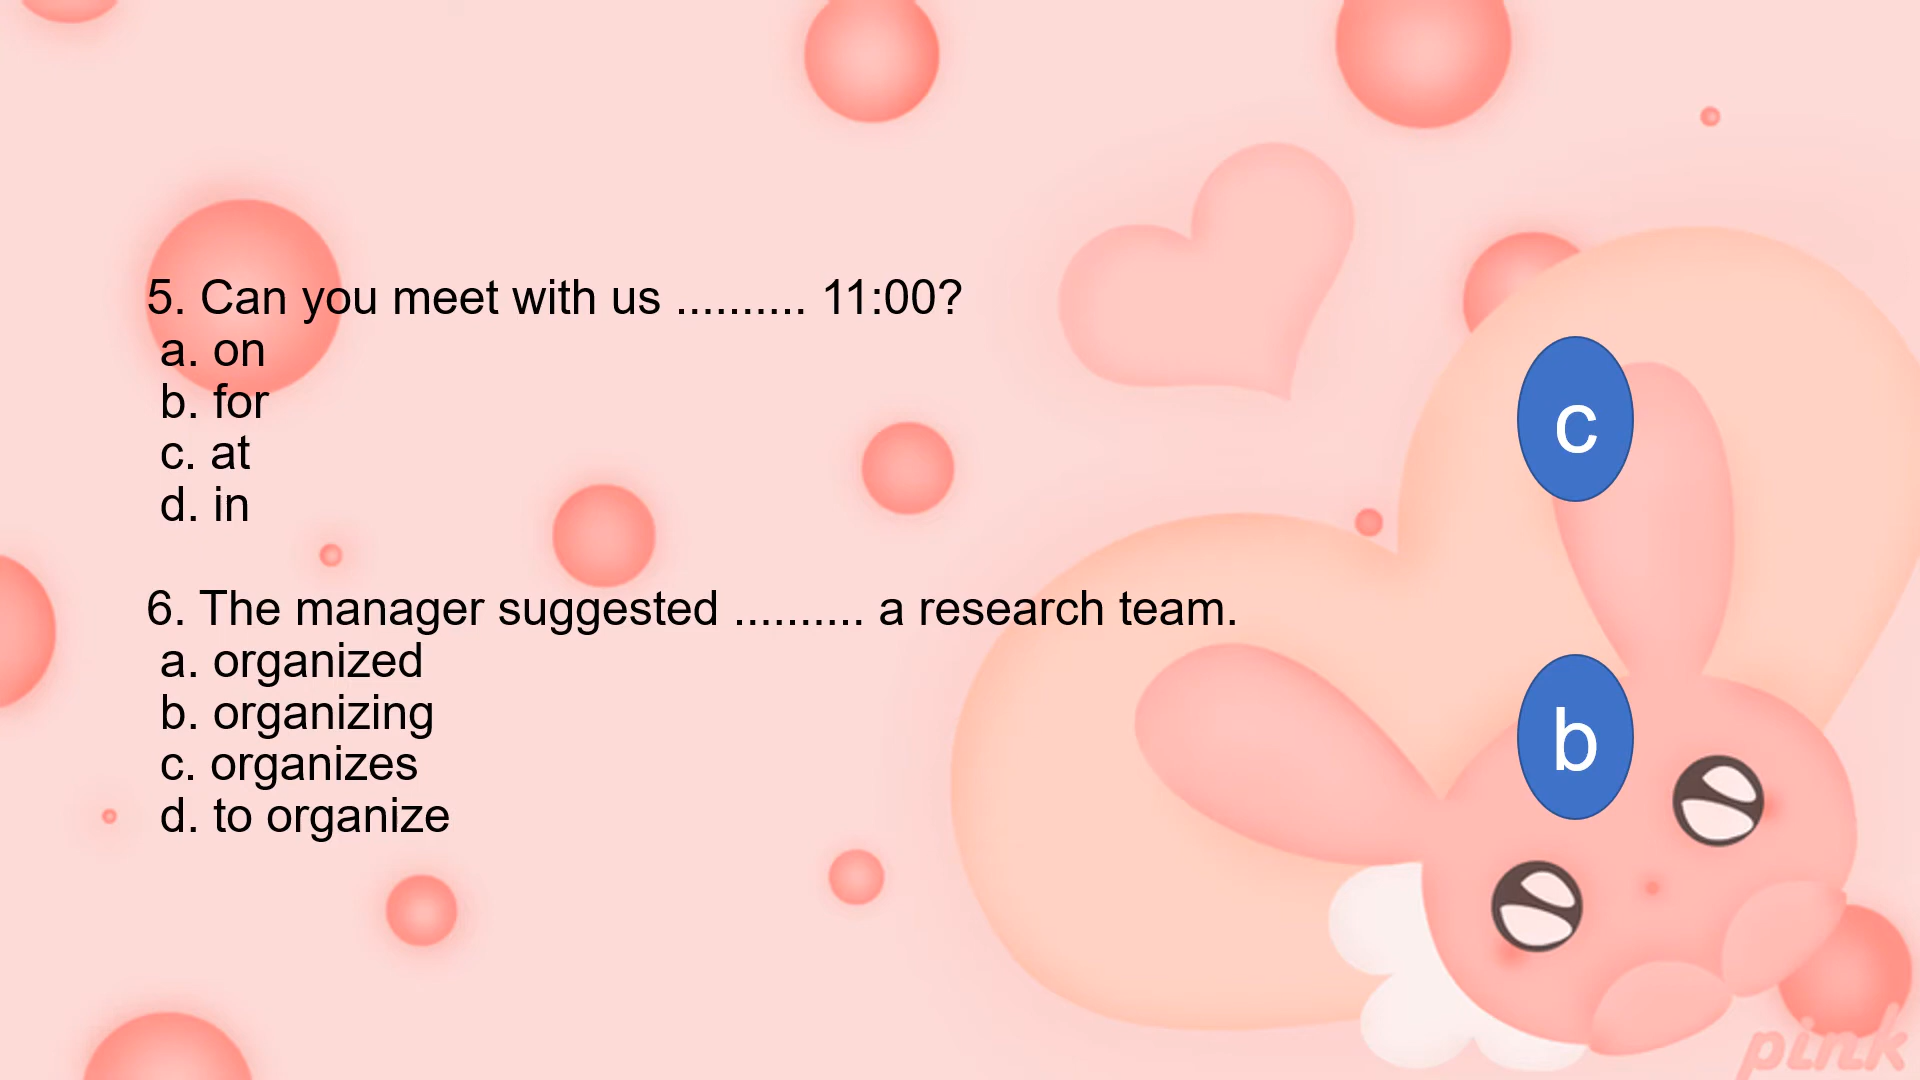 5. Can you meet with us .......... 11:00?
a. on
b. for
c. at
d. in
c
6. The manager suggested .......... a research team.
a. organized
b. organizing
c. organizes
d. to organize
b
pink